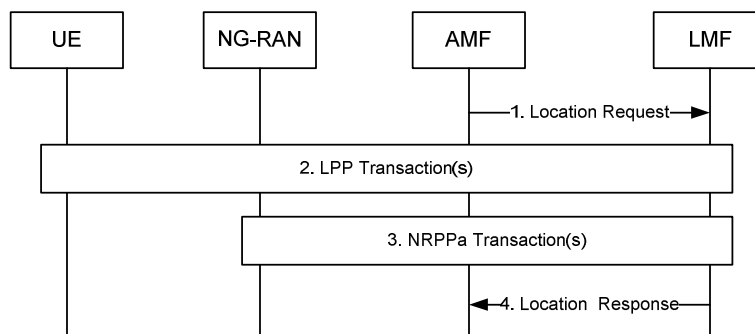 UE
NG-RAN
AMF
LMF
1. Location Request
2. LPP Transaction(s)
3. NRPPa Transaction(s)
4. Location Response